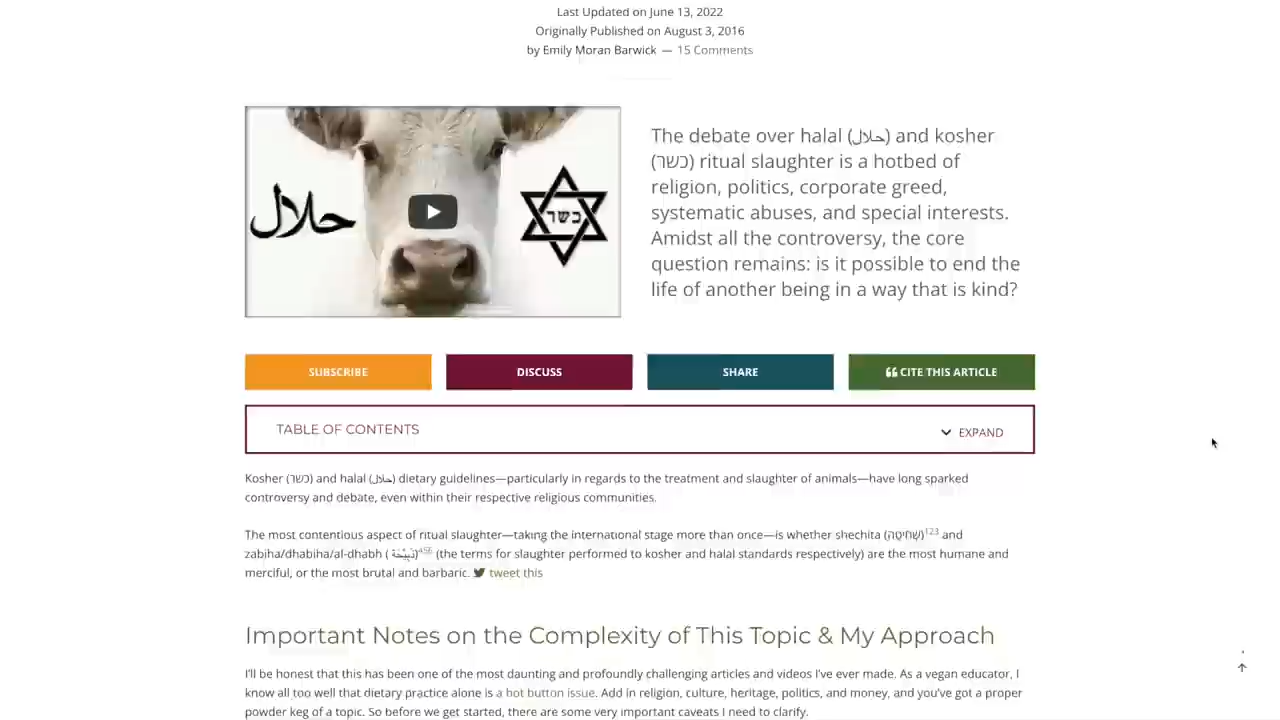 Last Updated on June 13, 2022
Originally Published on August 3, 2016
by Emily Moran Barwick — 15 Comments
حلال
כשר
The debate over halal (حلال) and kosher
(כשר) ritual slaughter is a hotbed of
religion, politics, corporate greed,
systematic abuses, and special interests.
Amidst all the controversy, the core
question remains: is it possible to end the
life of another being in a way that is kind?
SUBSCRIBE
DISCUSS
SHARE
CITE THIS ARTICLE
TABLE OF CONTENTS
EXPAND
Kosher (כשר) and halal (حلال) dietary guidelines—particularly in regards to the treatment and slaughter of animals—have long sparked
controversy and debate, even within their respective religious communities.
The most contentious aspect of ritual slaughter—taking the international stage more than once—is whether shechita (שחיטה)123 and
zabiha/dhabiha/al-dhabh ( ذَبِيْحَة)456 (the terms for slaughter performed to kosher and halal standards respectively) are the most humane and
merciful, or the most brutal and barbaric. tweet this
Important Notes on the Complexity of This Topic & My Approach
I'll be honest that this has been one of the most daunting and profoundly challenging articles and videos I've ever made. As a vegan educator, I
know all too well that dietary practice alone is a hot button issue. Add in religion, culture, heritage, politics, and money, and you've got a proper
powder keg of a topic. So before we get started, there are some very important caveats I need to clarify.